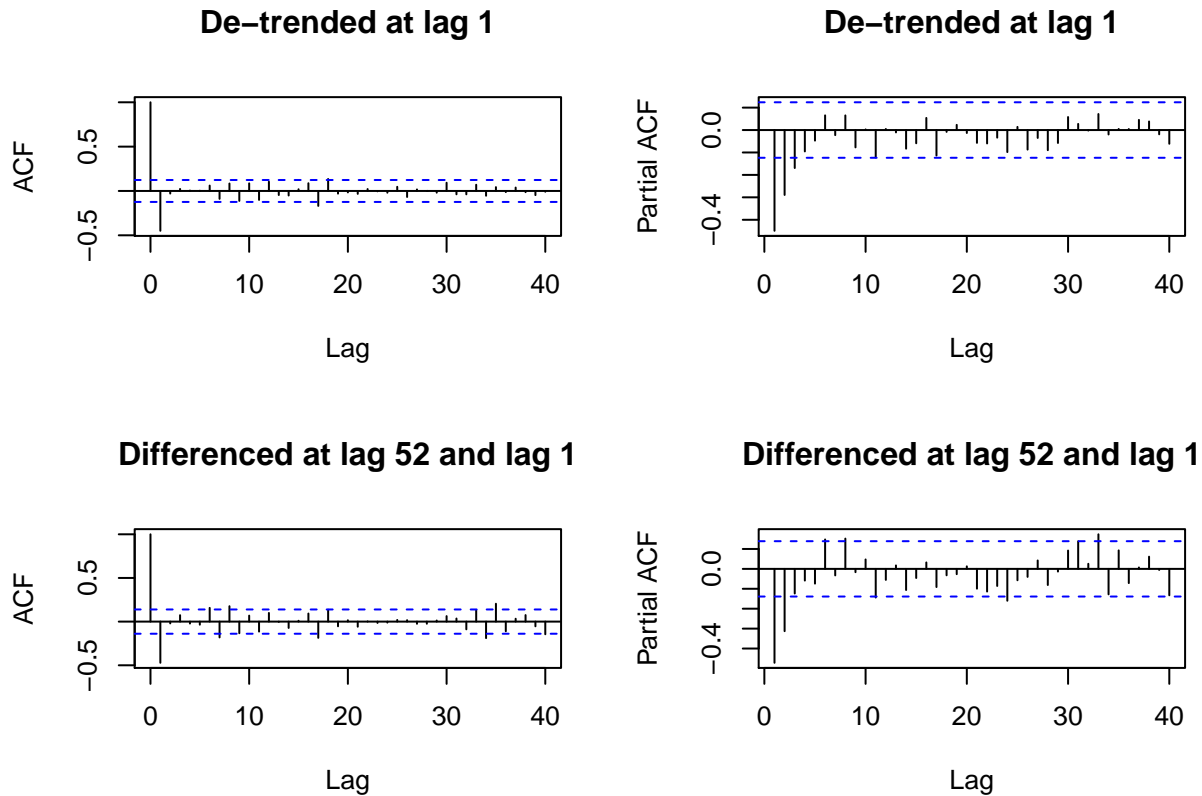 De−trended at lag 1
ACF
0.5
−0.5
0 10 20 30 40
Lag
De−trended at lag 1
Partial ACF
0.0
−0.4
0 10 20 30 40
Lag
Differenced at lag 52 and lag 1
ACF
0.5
−0.5
0 10 20 30 40
Lag
Differenced at lag 52 and lag 1
Partial ACF
0.0
−0.4
0 10 20 30 40
Lag